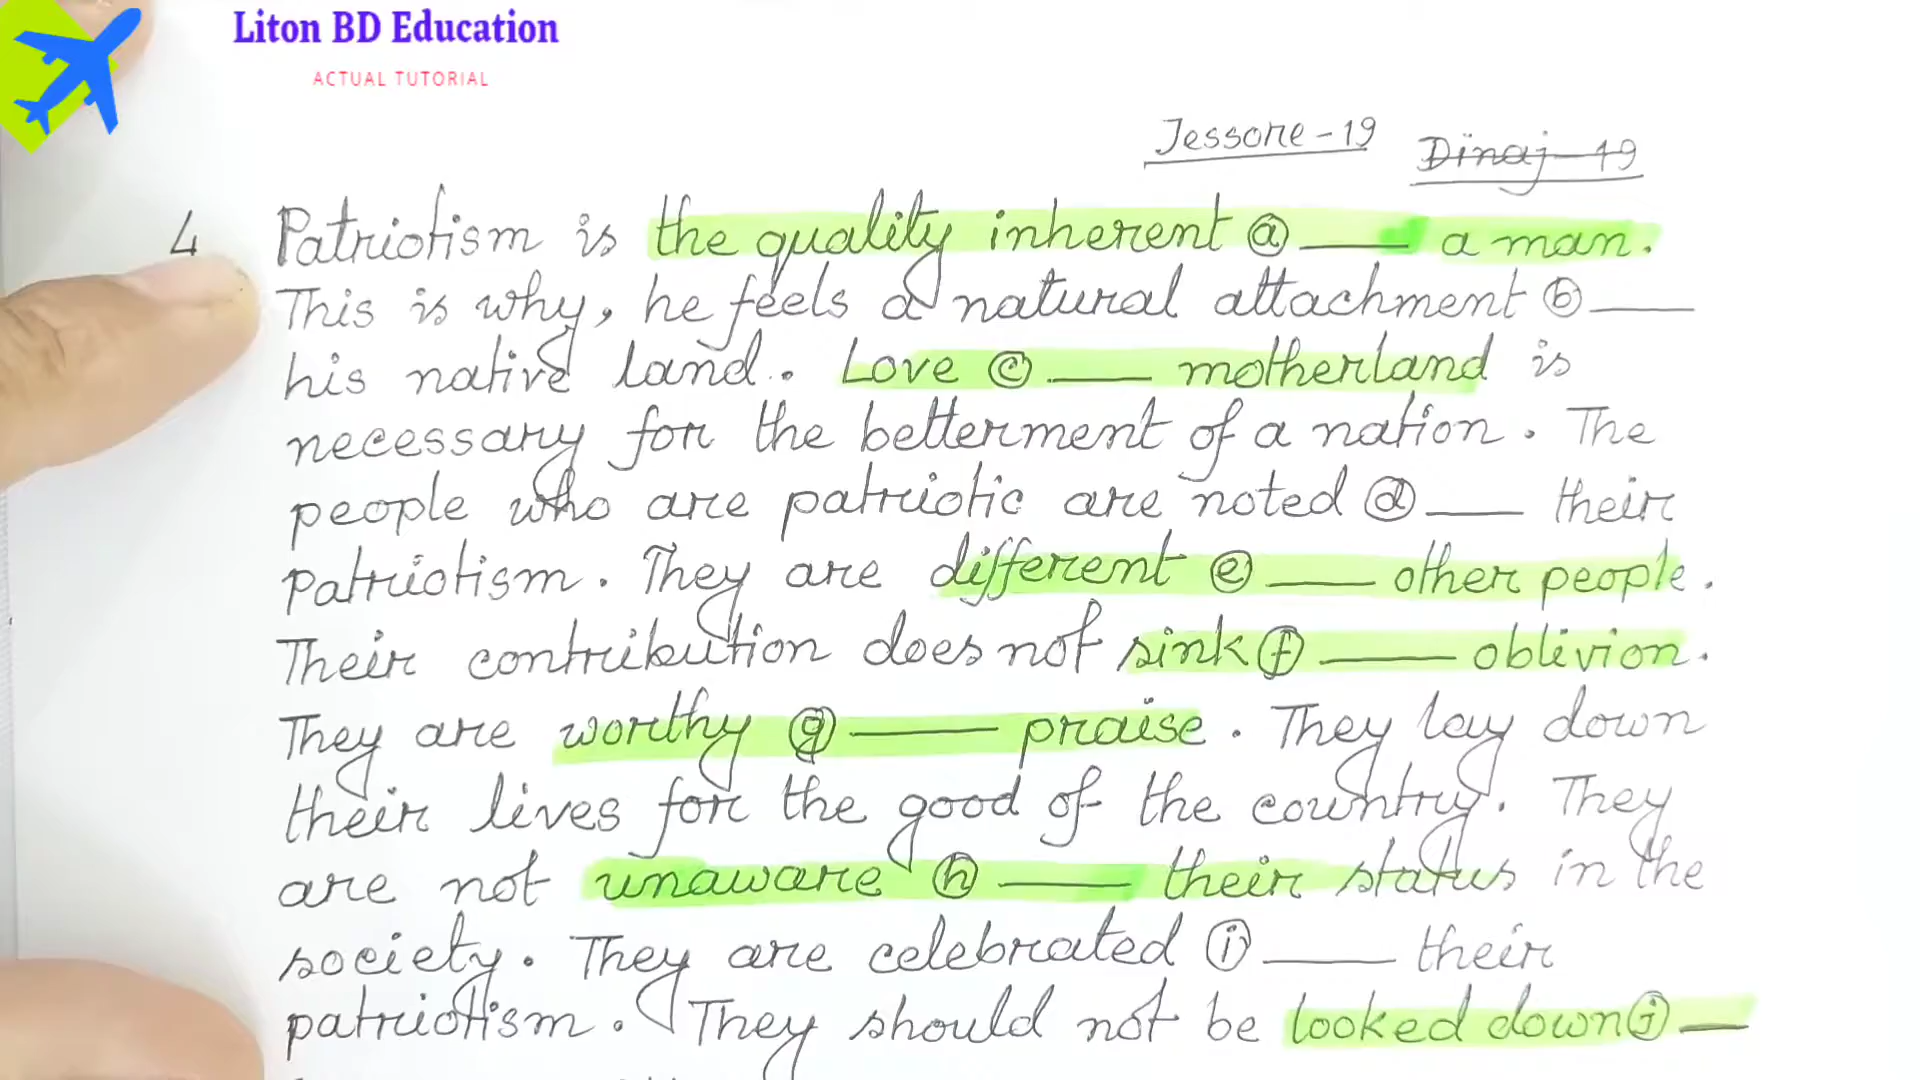 Liton BD Education
ACTUAL TUTORIAL
Jessore-19 Dinaj-19
4 Patriotism is the quality inherent ⓐ ___ a man.
This is why, he feels a natural attachment ⓑ ___
his native land. Love ⓒ ___ motherland is
necessary for the betterment of a nation. The
people who are patriotic are noted ⓓ ___ their
patriotism. They are different ⓔ ___ other people.
Their contribution does not sink ⓕ ___ oblivion.
They are worthy ⓖ ___ praise. They lay down
their lives for the good of the country. They
are not unaware ⓗ ___ their status in the
society. They are celebrated ⓘ ___ their
patriotism. They should not be looked down ⓙ ___